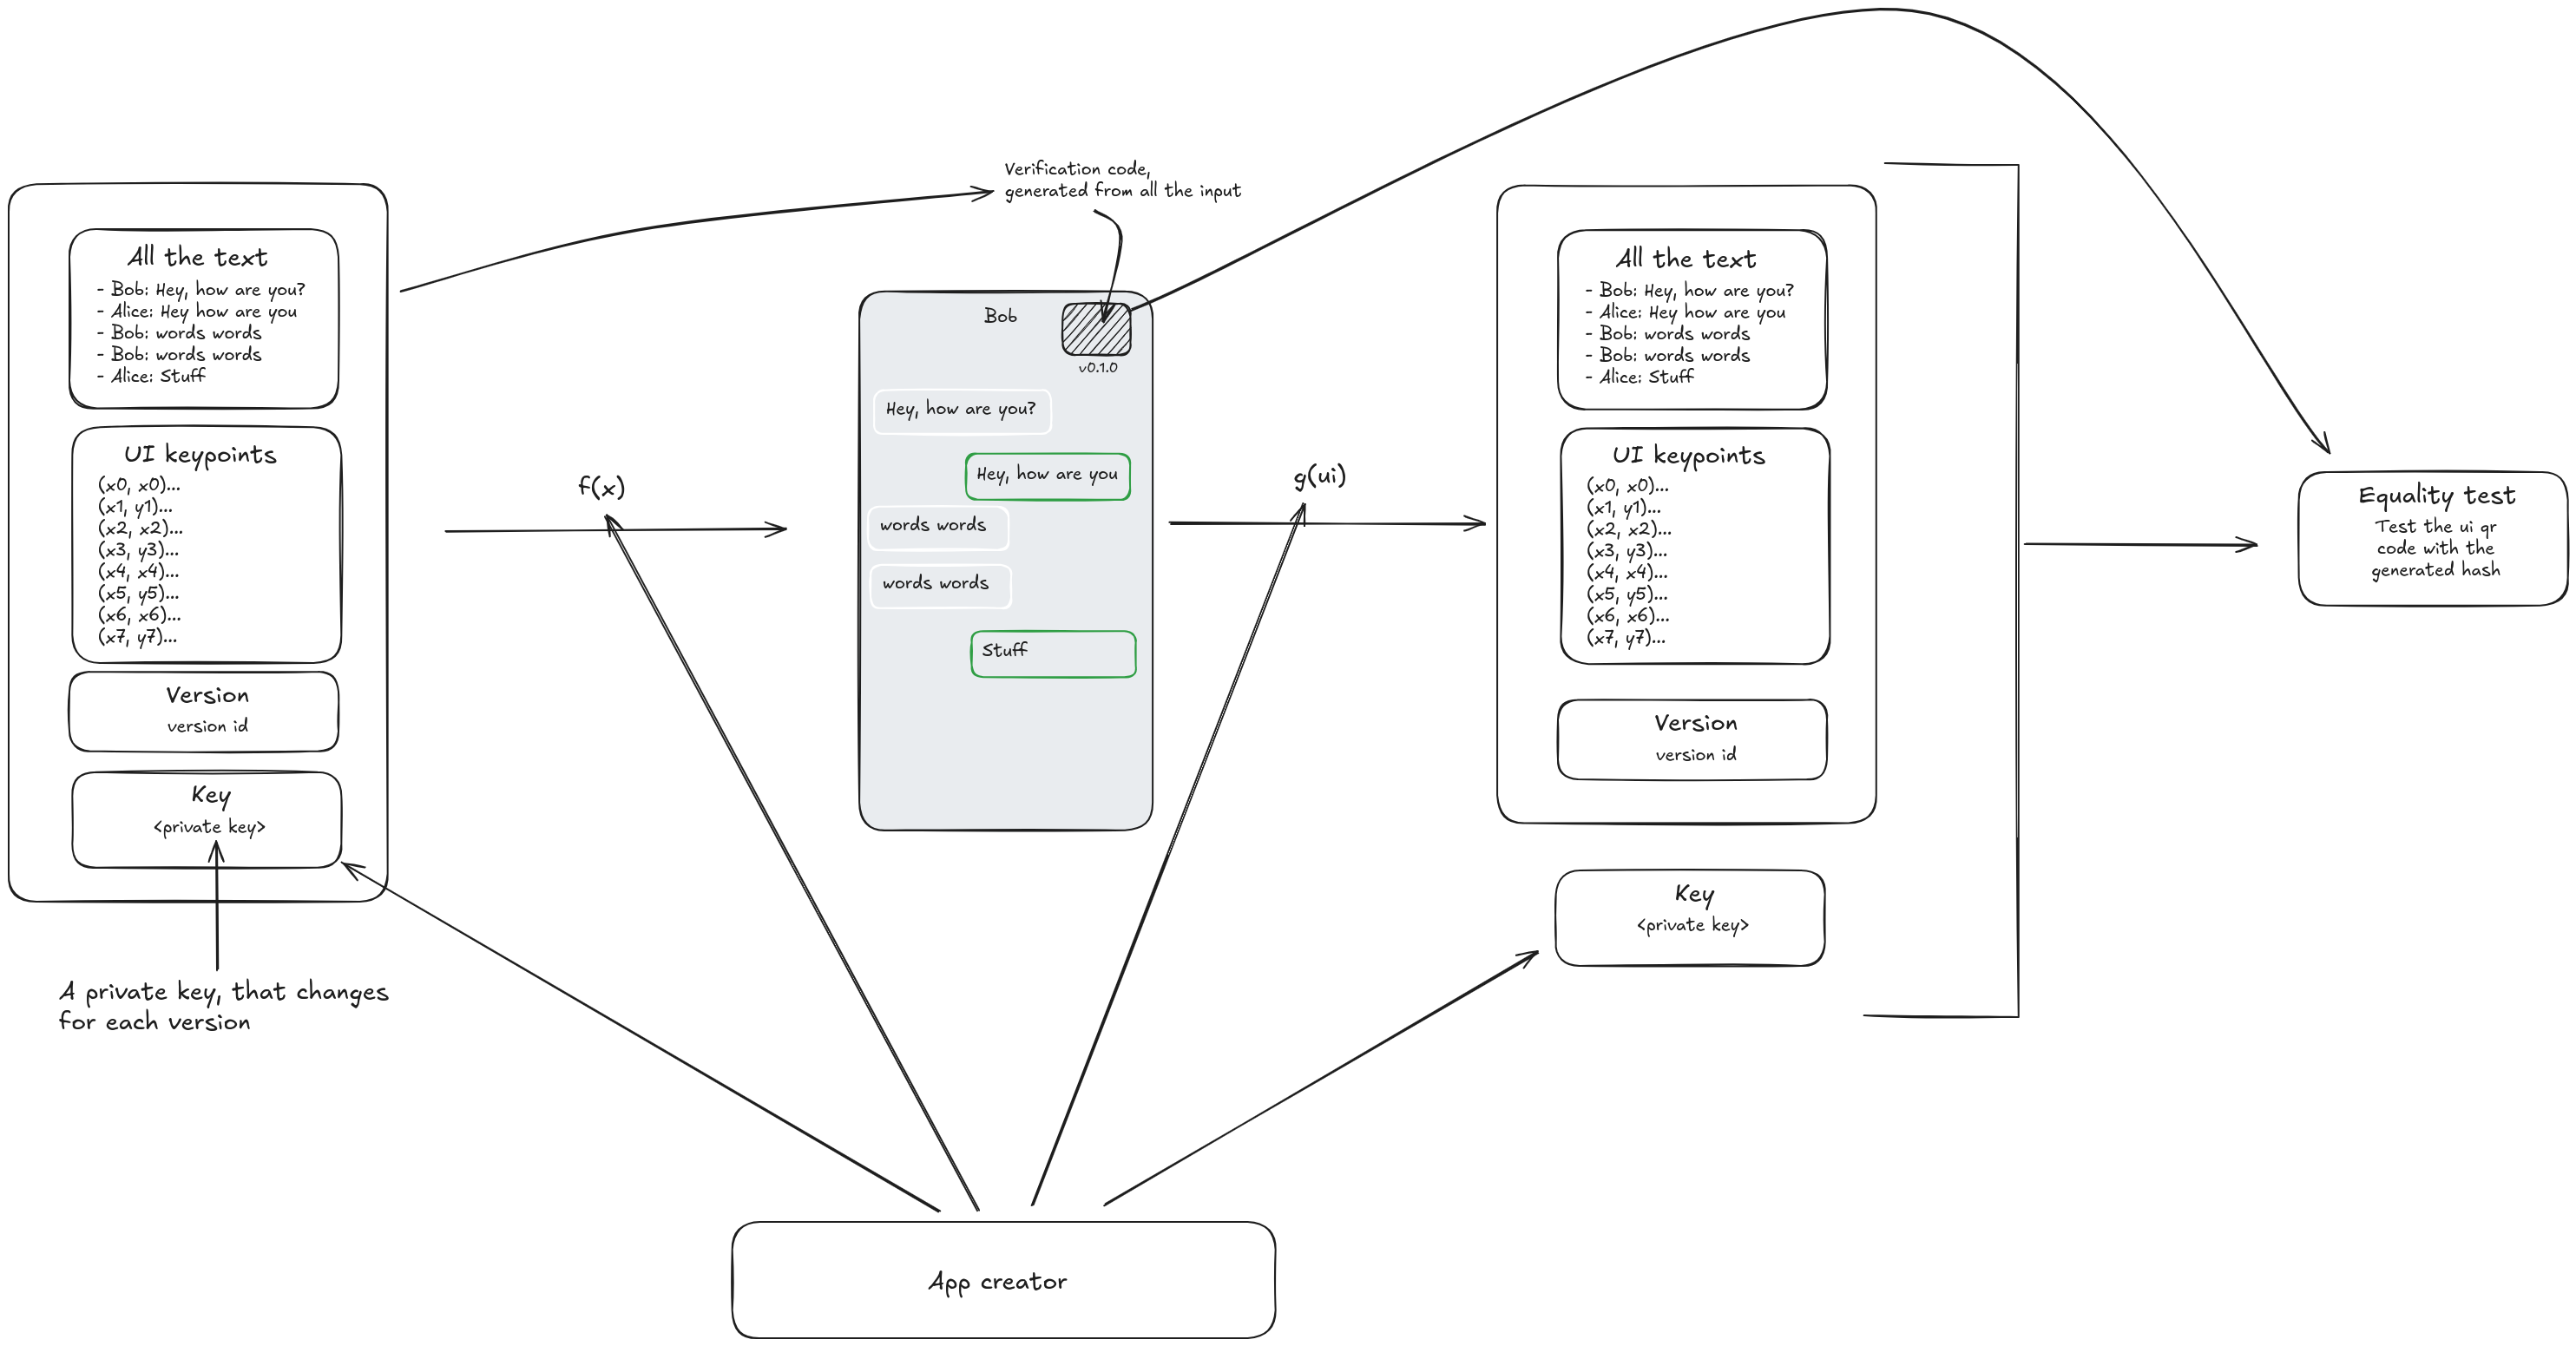 Verification code,
generated from all the input
All the text
- Bob: Hey, how are you?
- Alice: Hey how are you
- Bob: words words
- Bob: words words
- Alice: Stuff
UI keypoints
(x0, x0)...
(x1, y1)...
(x2, x2)...
(x3, y3)...
(x4, x4)...
(x5, y5)...
(x6, x6)...
(x7, y7)...
Version
version id
Key
<private key>
A private key, that changes
for each version
f(x)
Bob
v0.1.0
Hey, how are you?
Hey, how are you
words words
words words
Stuff
g(ui)
All the text
- Bob: Hey, how are you?
- Alice: Hey how are you
- Bob: words words
- Bob: words words
- Alice: Stuff
UI keypoints
(x0, x0)...
(x1, y1)...
(x2, x2)...
(x3, y3)...
(x4, x4)...
(x5, y5)...
(x6, x6)...
(x7, y7)...
Version
version id
Key
<private key>
Equality test
Test the ui qr
code with the
generated hash
App creator